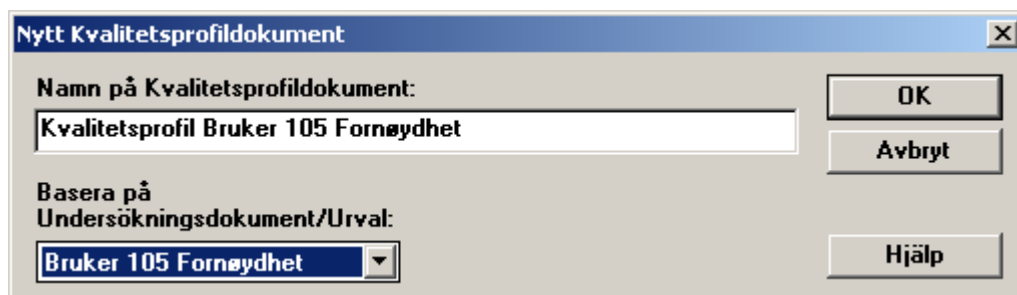 Nytt Kvalitetsprofildokument
Namn på Kvalitetsprofildokument:
OK
Kvalitetsprofil Bruker 105 Fornøydhet
Avbryt
Basera på
Undersökningsdokument/Urval:
Bruker 105 Fornøydhet
Hjälp